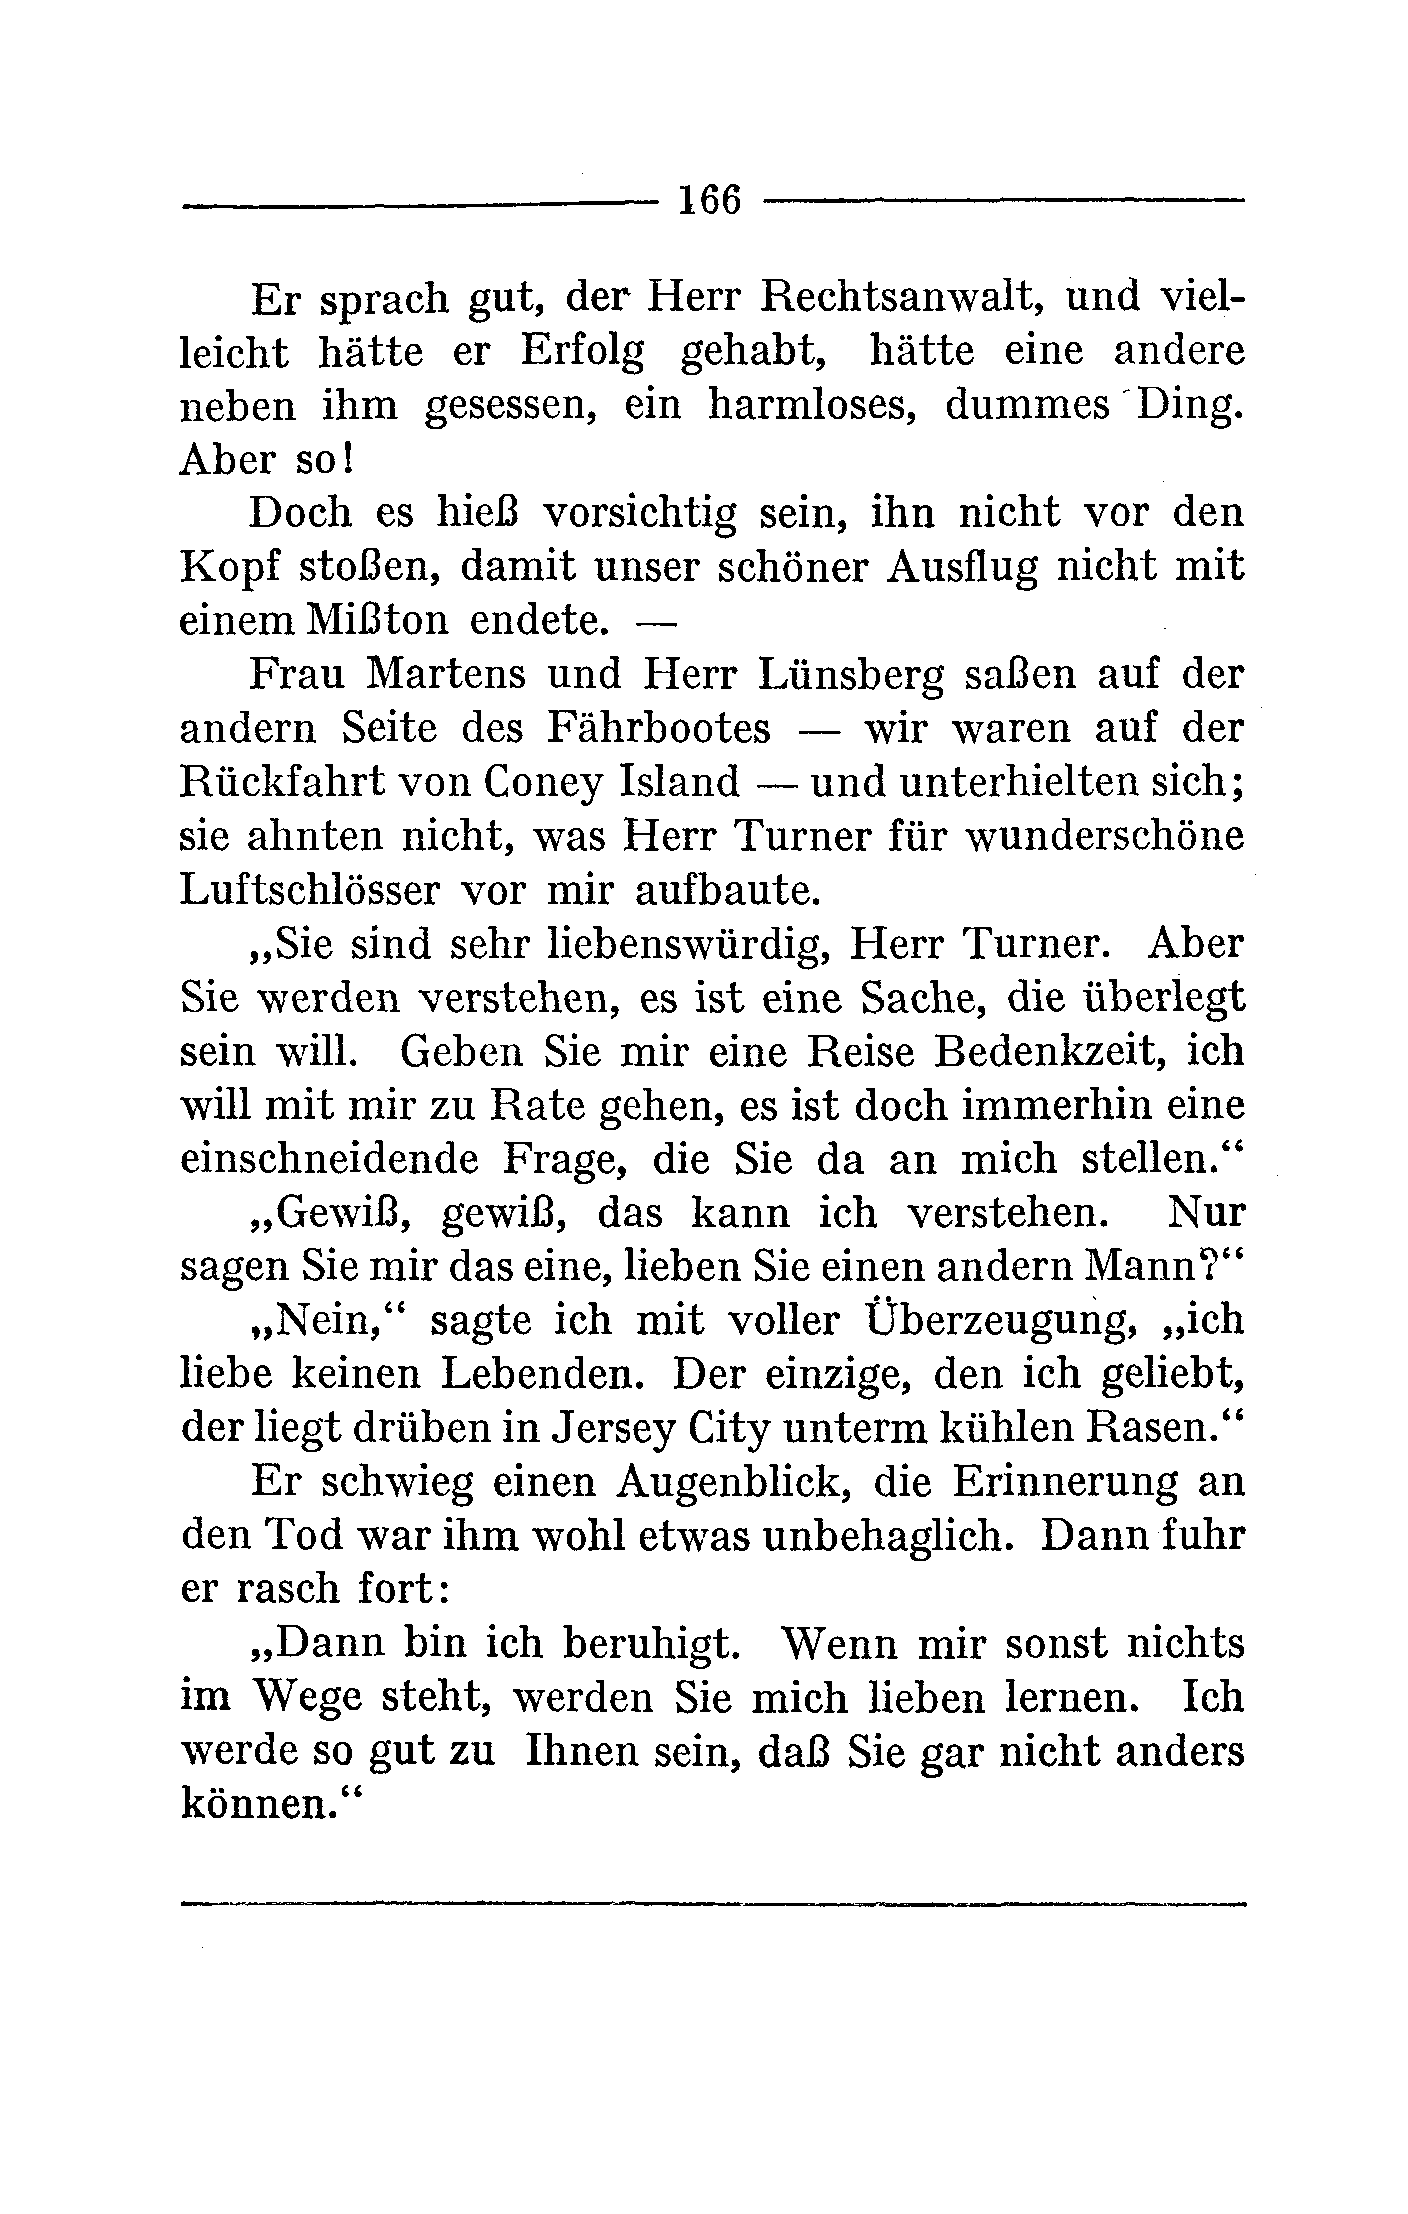 166
Er sprach gut, der Herr Rechtsanwalt, und viel-
leicht hätte er Erfolg gehabt, hätte eine andere
neben ihm gesessen, ein harmloses, dummes Ding.
Aber so!
Doch es hieß vorsichtig sein, ihn nicht vor den
Kopf stoßen, damit unser schöner Ausflug nicht mit
einem Mißton endete. —
Frau Martens und Herr Lünsberg saßen auf der
andern Seite des Fährbootes — wir waren auf der
Rückfahrt von Coney Island — und unterhielten sich;
sie ahnten nicht, was Herr Turner für wunderschöne
Luftschlösser vor mir aufbaute.
„Sie sind sehr liebenswürdig, Herr Turner. Aber
Sie werden verstehen, es ist eine Sache, die überlegt
sein will. Geben Sie mir eine Reise Bedenkzeit, ich
will mit mir zu Rate gehen, es ist doch immerhin eine
einschneidende Frage, die Sie da an mich stellen.“
„Gewiß, gewiß, das kann ich verstehen. Nur
sagen Sie mir das eine, lieben Sie einen andern Mann?“
„Nein,“ sagte ich mit voller Überzeugung, „ich
liebe keinen Lebenden. Der einzige, den ich geliebt,
der liegt drüben in Jersey City unterm kühlen Rasen.“
Er schwieg einen Augenblick, die Erinnerung an
den Tod war ihm wohl etwas unbehaglich. Dann fuhr
er rasch fort:
„Dann bin ich beruhigt. Wenn mir sonst nichts
im Wege steht, werden Sie mich lieben lernen. Ich
werde so gut zu Ihnen sein, daß Sie gar nicht anders
können.“